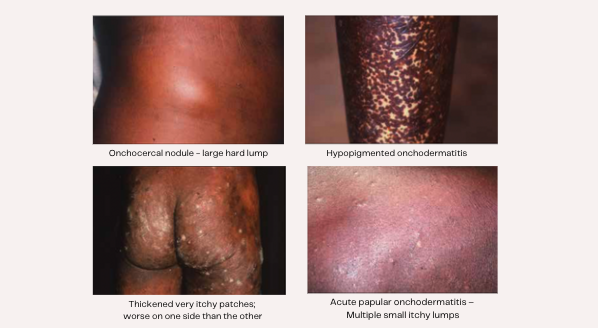 Onchocercal nodule – large hard lump
Hypopigmented onchodermatitis
Thickened very itchy patches;
worse on one side than the other
Acute papular onchodermatitis –
Multiple small itchy lumps